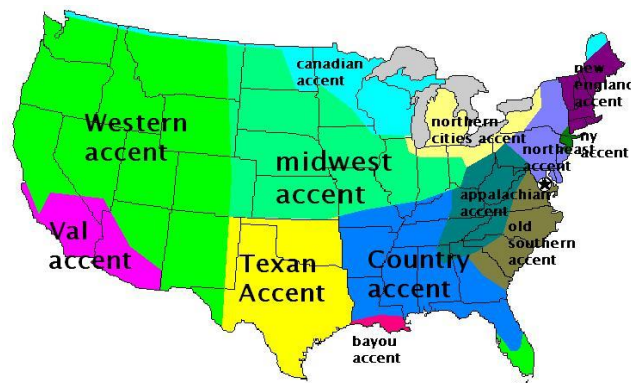 canadian
accent
new
england
accent
Western
accent
northern
cities accent
ny
accent
northeast
accent
midwest
accent
appalachian
accent
Val
accent
old
southern
accent
Texan
Accent
Country
accent
bayou
accent